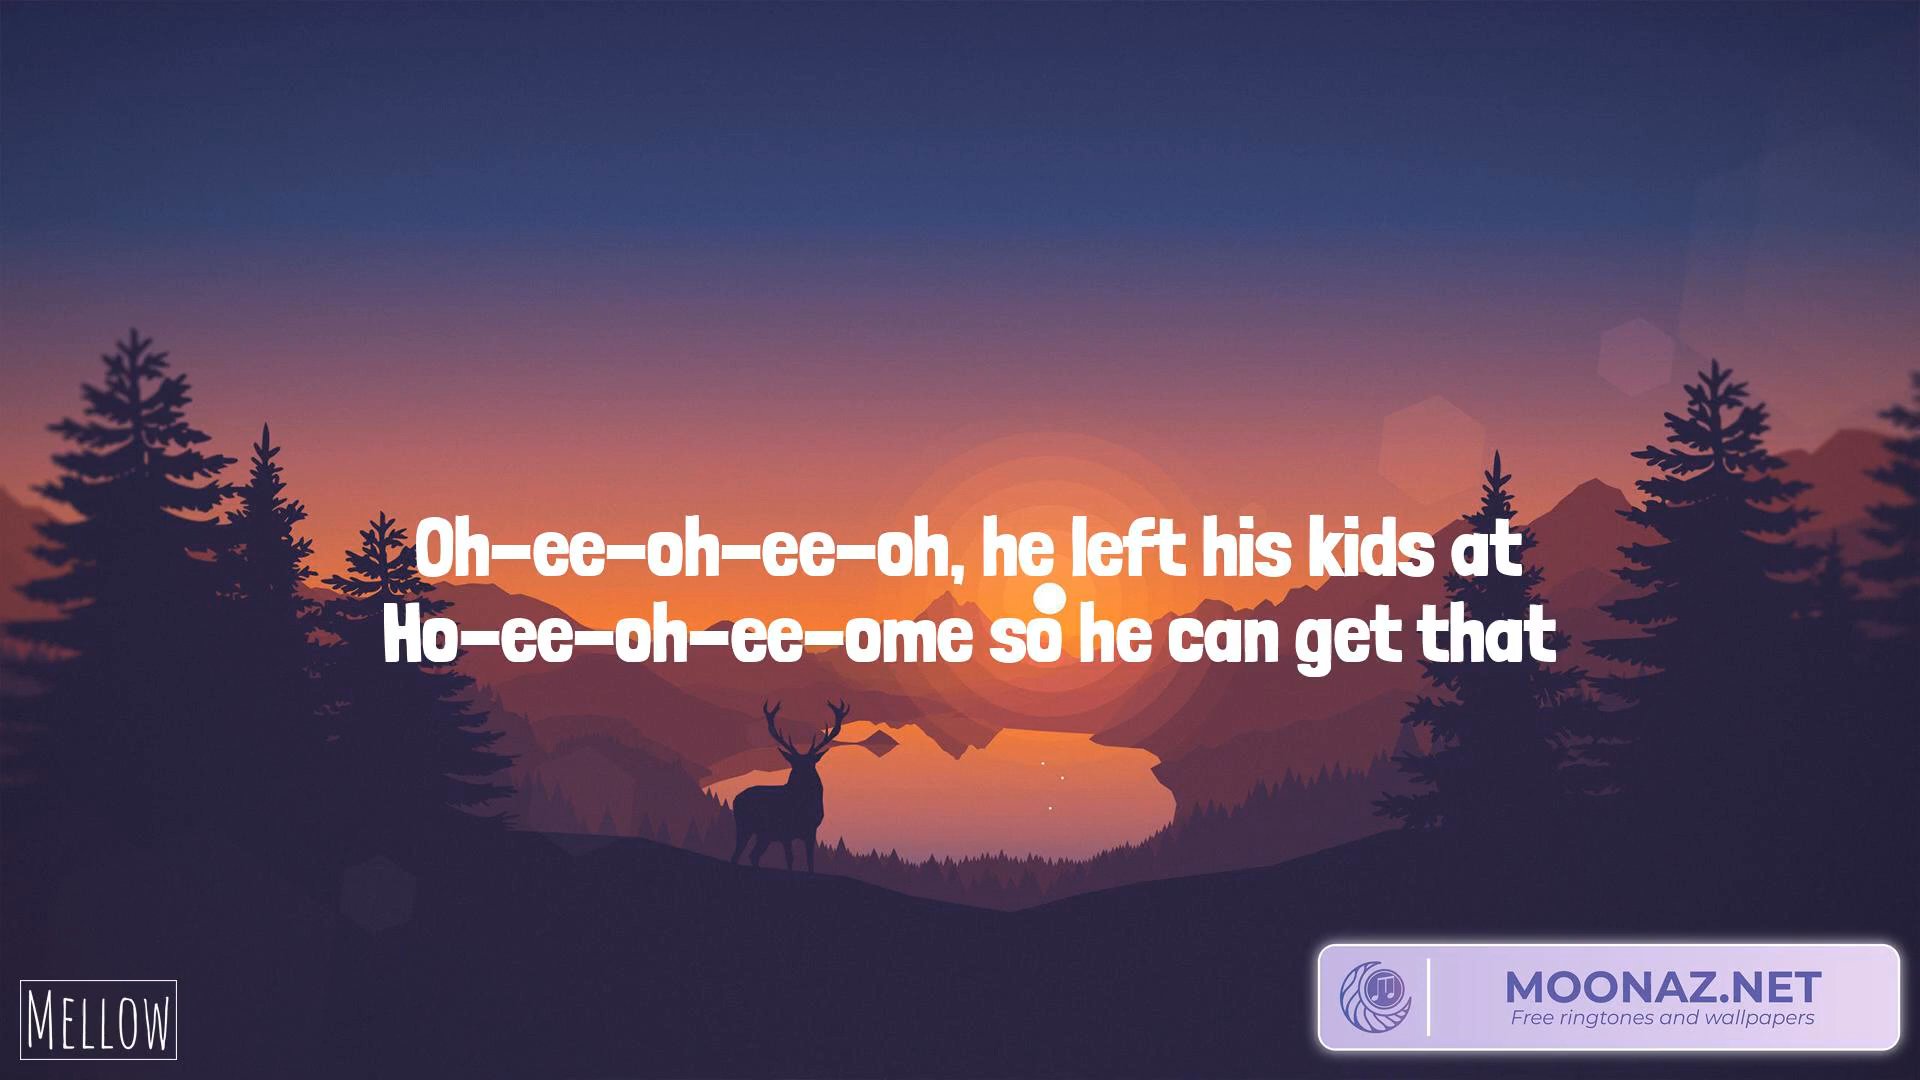 Oh-ee-oh-ee-oh, he left his kids at
Ho-ee-oh-ee-ome so he can get that
MELLOW
MOONAZ.NET
Free ringtones and wallpapers